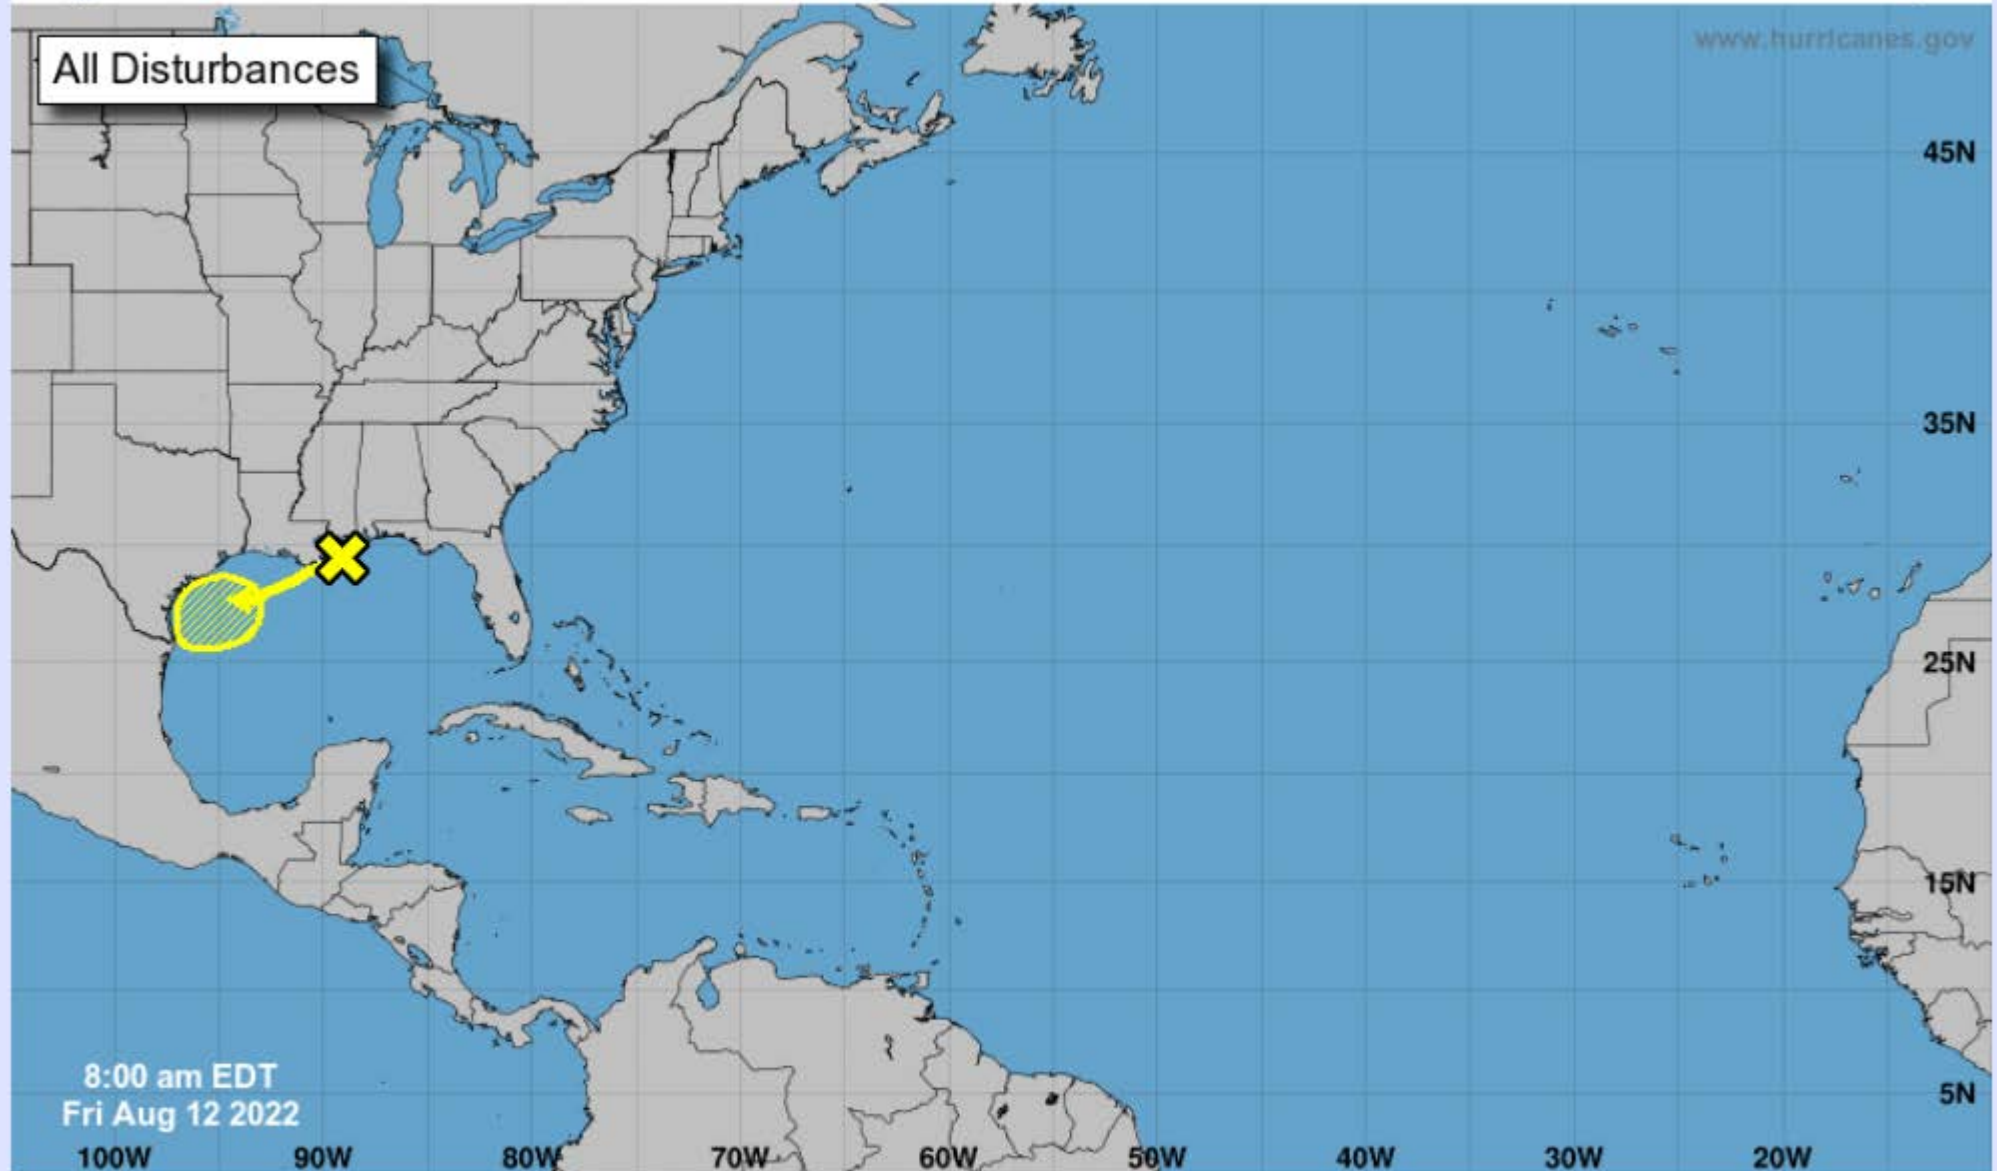 www.hurricanes.gov
All Disturbances
45N
35N
25N
15N
5N
8:00 am EDT
Fri Aug 12 2022
100W 90W 80W 70W 60W 50W 40W 30W 20W